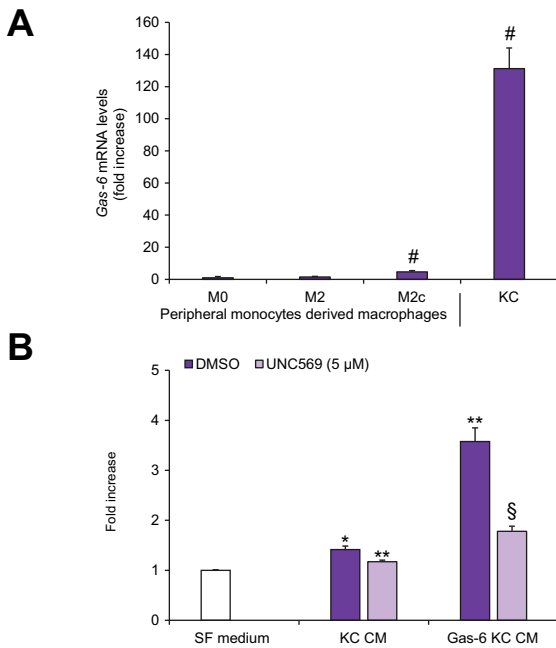 A
Gas-6 mRNA levels
(fold increase)
160
140
120
100
80
60
40
20
0
#
#
M0 M2 M2c KC
Peripheral monocytes derived macrophages
B
DMSO UNC569 (5 µM)
Fold increase
5
4
3
2
1
0
*
**
**
§
SF medium KC CM Gas-6 KC CM